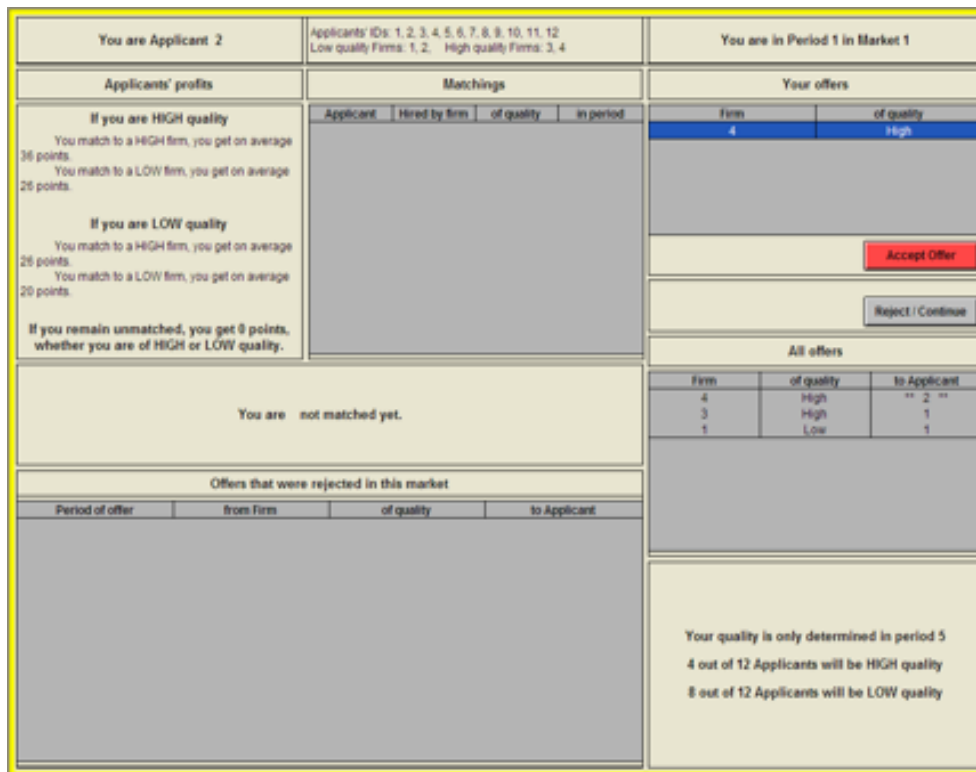 You are Applicant 2
Applicants' IDs: 1, 2, 3, 4, 5, 6, 7, 8, 9, 10, 11, 12
Low quality Firms: 1, 2, High quality Firms: 3, 4
You are in Period 1 in Market 1
Applicants' profits
If you are HIGH quality
You match to a HIGH firm, you get on average
36 points.
You match to a LOW firm, you get on average
26 points.
If you are LOW quality
You match to a HIGH firm, you get on average
26 points.
You match to a LOW firm, you get on average
20 points.
If you remain unmatched, you get 0 points,
whether you are of HIGH or LOW quality.
Matchings
Applicant Hired by firm of quality in period
Your offers
Firm of quality
4 High
Accept Offer
Reject / Continue
All offers
Firm of quality to Applicant
4 High ** 2 **
3 High 1
1 Low 1
You are not matched yet.
Offers that were rejected in this market
Period of offer from Firm of quality to Applicant
Your quality is only determined in period 5
4 out of 12 Applicants will be HIGH quality
8 out of 12 Applicants will be LOW quality